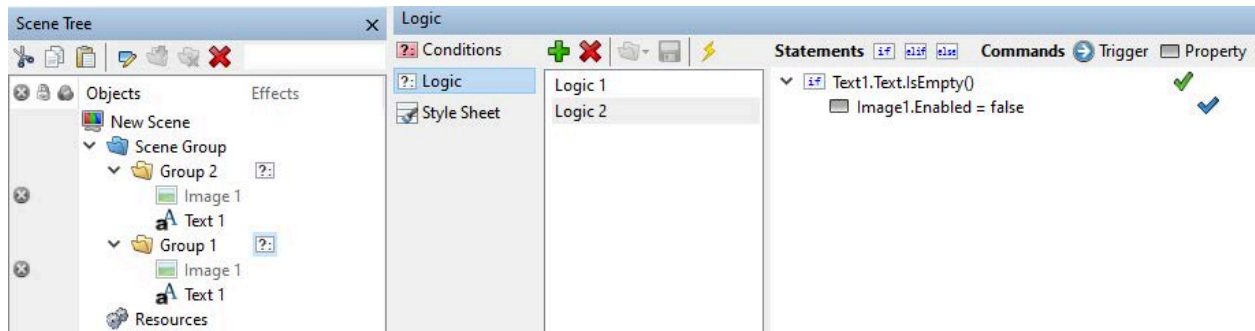 Scene Tree
Objects Effects
New Scene
Scene Group
Group 2 ?:
Image 1
Text 1
Group 1 ?:
Image 1
Text 1
Resources
Logic
?: Conditions
?: Logic
Style Sheet
Logic 1
Logic 2
Statements if elif else Commands Trigger Property
if Text1.Text.IsEmpty()
Image1.Enabled = false